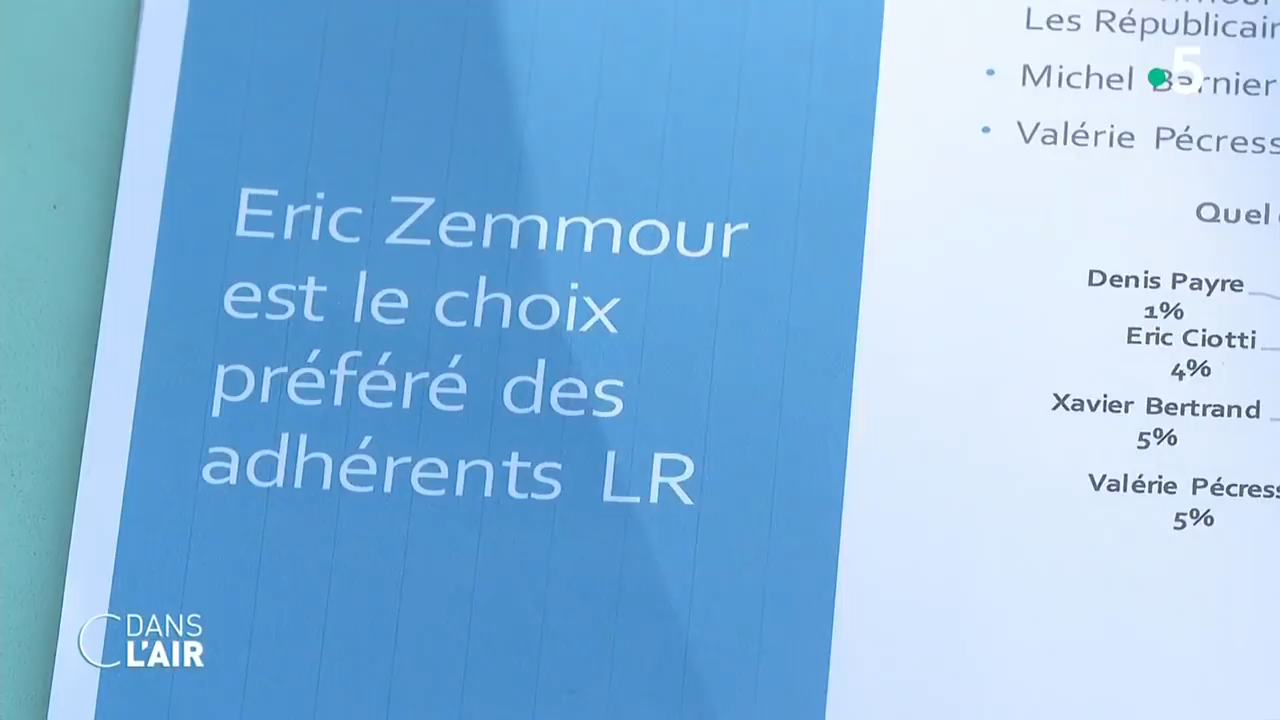 Eric Zemmour
est le choix
préféré des
adhérents LR
Les Républicain
• Michel Barnier
• Valérie Pécress
Quel
Denis Payre
1%
Eric Ciotti
4%
Xavier Bertrand
5%
Valérie Pécress
5%
5
C DANS
L'AIR